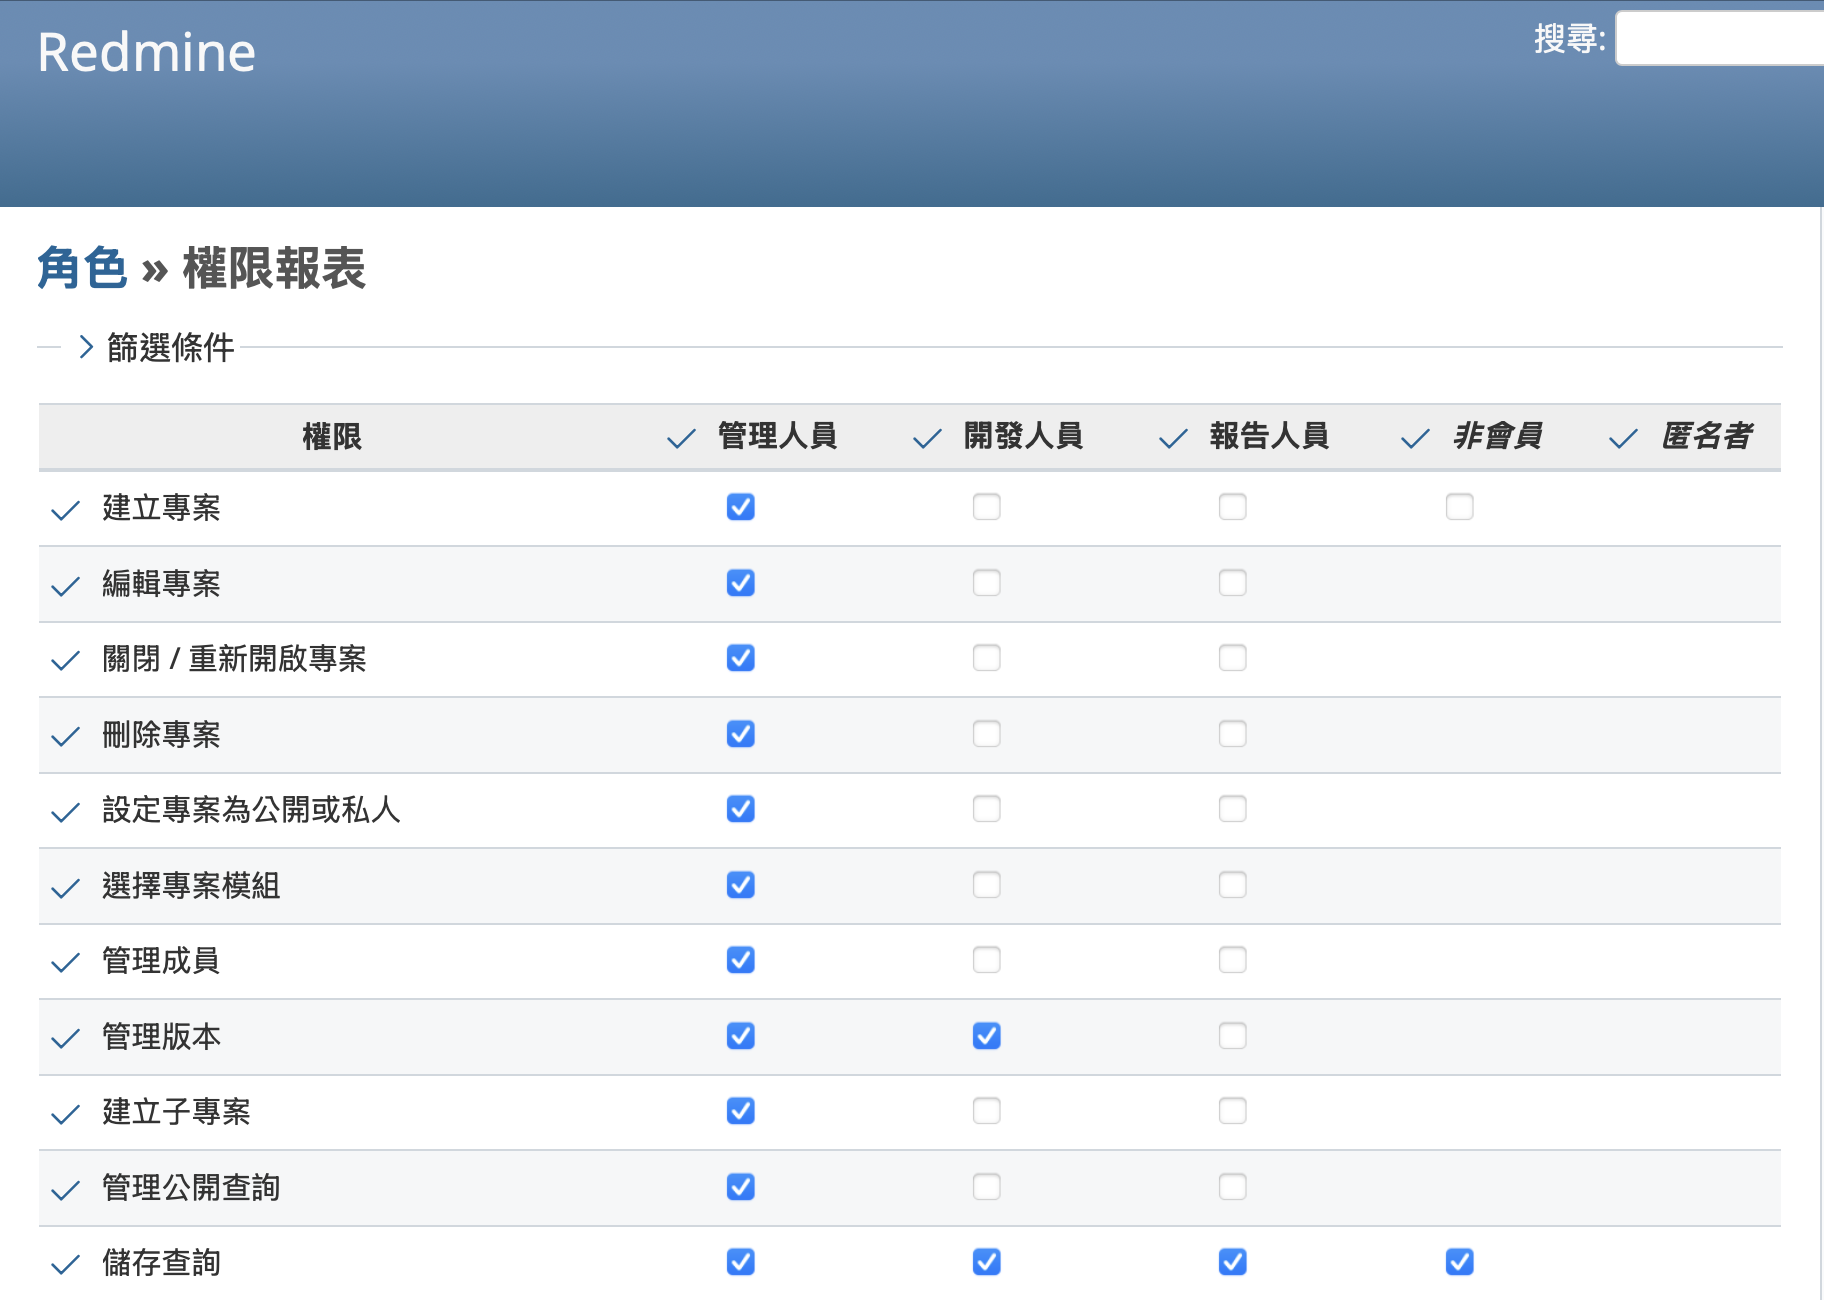 Redmine
搜尋:
角色 » 權限報表
篩選條件
權限 管理人員 開發人員 報告人員 非會員 匿名者
建立專案
編輯專案
關閉 / 重新開啟專案
刪除專案
設定專案為公開或私人
選擇專案模組
管理成員
管理版本
建立子專案
管理公開查詢
儲存查詢